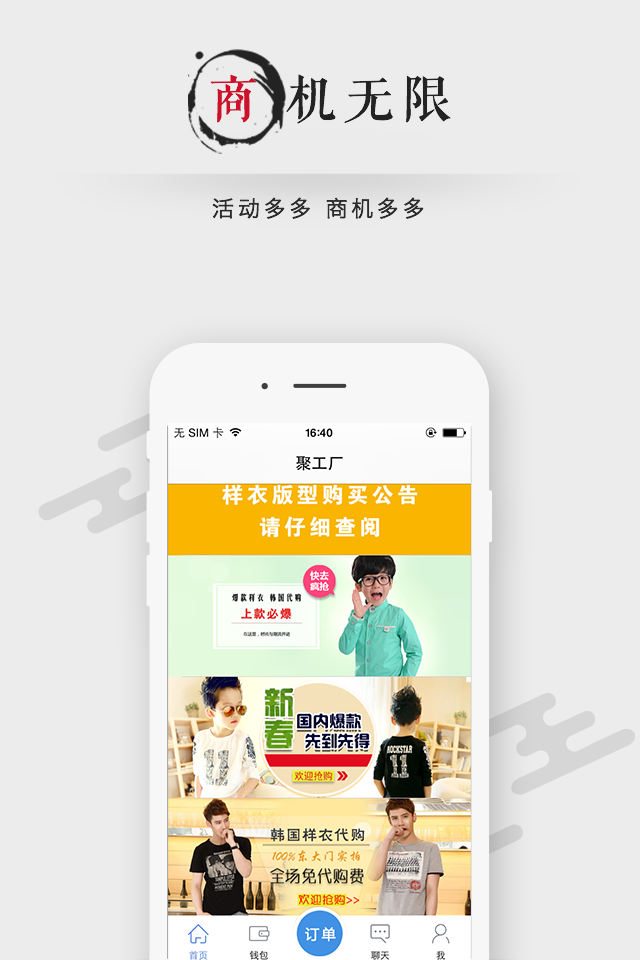 商机无限
活动多多 商机多多
无 SIM 卡 16:40
聚工厂
样衣版型购买公告
请仔细查阅
快去
疯抢
爆款样衣 韩国代购
上款必爆
新春
国内爆款
先到先得
欢迎抢购
ROCKSTAR
11
11
韩国样衣代购
100%东大门实拍
全场免代购费
欢迎抢购>>
首页 钱包 订单 聊天 我